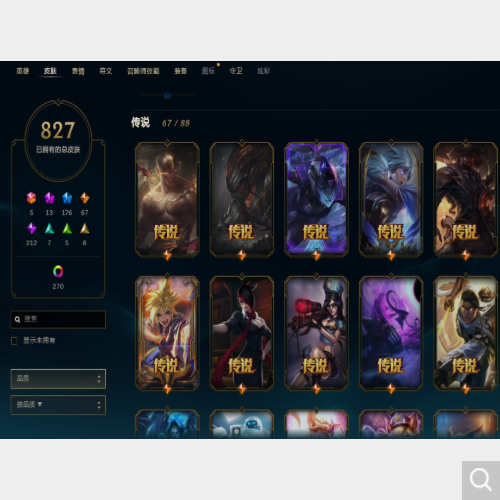 英雄 皮肤 表情 符文 召唤师技能 装备 图标 守卫 炫彩
827
已拥有的总皮肤
5 13 176 67
212 7 5 6
270
搜索
显示未拥有
品质
按品质 ▼
传说 67 / 88
传说 传说 传说 传说 传说
传说 传说 传说 传说 传说